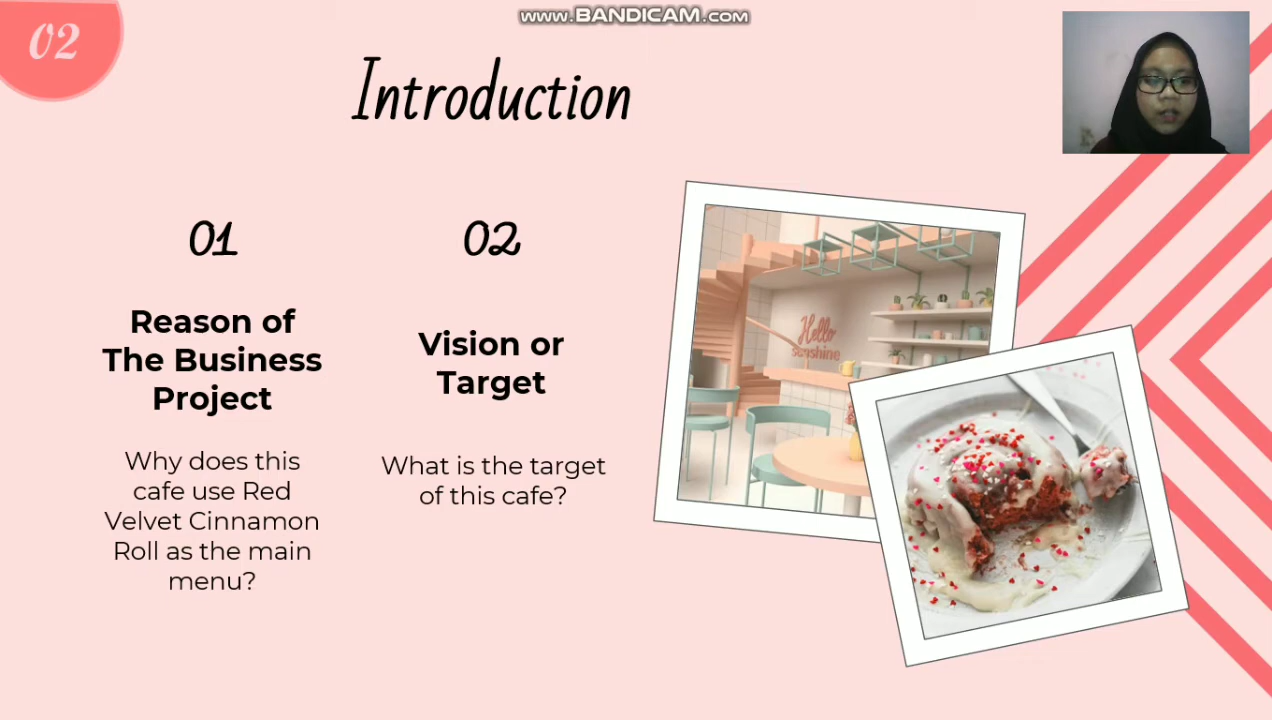 www.BANDICAM.com
02
Introduction
01
Reason of
The Business
Project
Why does this
cafe use Red
Velvet Cinnamon
Roll as the main
menu?
02
Vision or
Target
What is the target
of this cafe?
Hello
sunshine